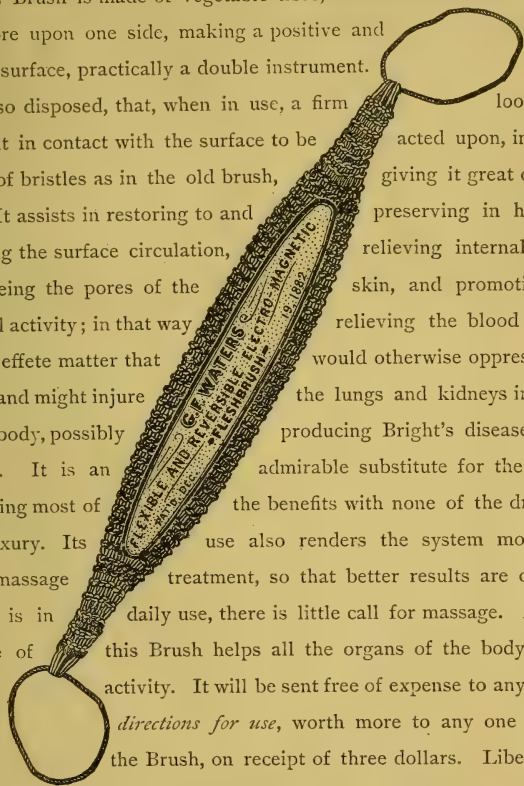 Brush is made of vegetable
re upon one side, making a positive and
surface, practically a double instrument.
so disposed, that, when in use, a firm loo
t in contact with the surface to be acted upon, in
of bristles as in the old brush, giving it great
It assists in restoring to and preserving in h
g the surface circulation, relieving internal
eing the pores of the skin, and promoti
l activity; in that way relieving the blood
effete matter that would otherwise oppres
and might injure the lungs and kidneys in
body, possibly producing Bright's disease
. It is an admirable substitute for the
ing most of the benefits with none of the dr
xury. Its use also renders the system mo
massage treatment, so that better results are
is in daily use, there is little call for massage.
of this Brush helps all the organs of the body
activity. It will be sent free of expense to any
directions for use, worth more to any one
the Brush, on receipt of three dollars. Libe
G.F. WATERS
FLEXIBLE AND REVERSIBLE ELECTRO-MAGNETIC
FLESHBRUSH
PAT'D. DEC. 19. 1882.